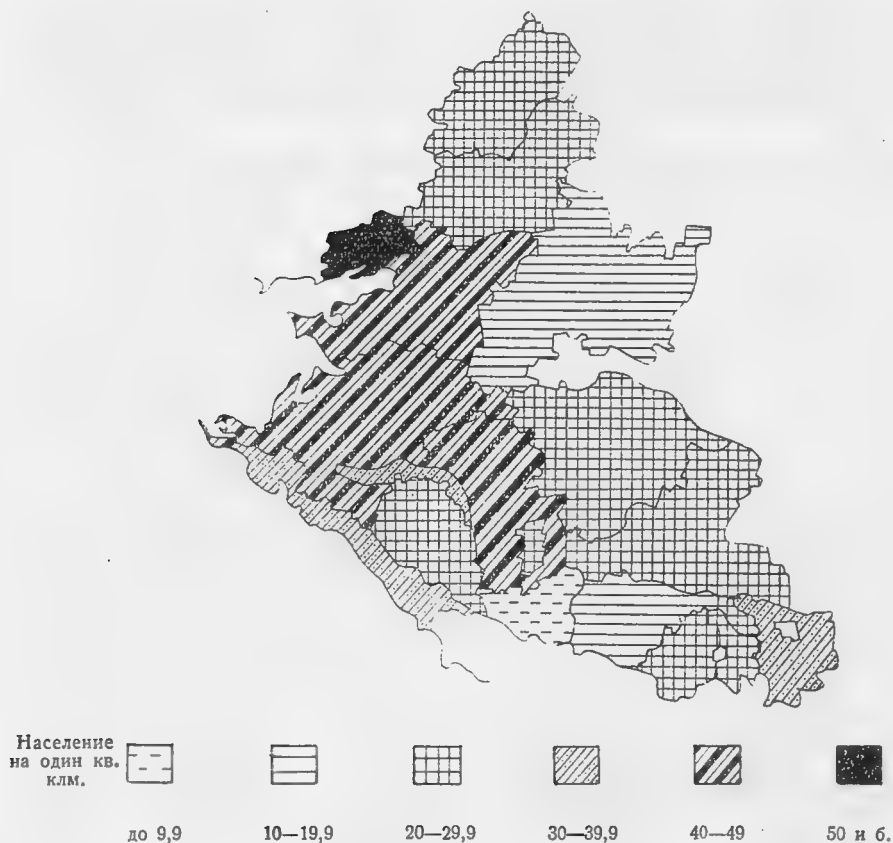 Население
на один кв.
клм.
до 9,9
10—19,9
20—29,9
30—39,9
40—49
50 и б.